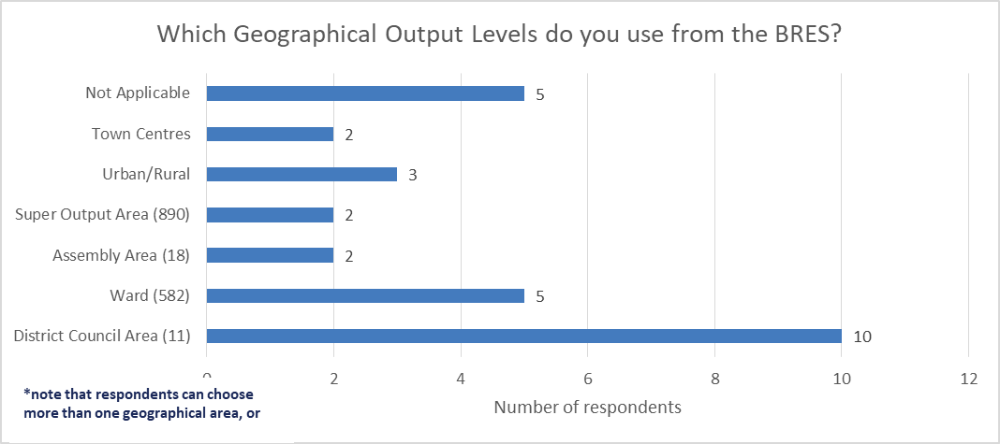 Which Geographical Output Levels do you use from the BRES?
Not Applicable 5
Town Centres 2
Urban/Rural 3
Super Output Area (890) 2
Assembly Area (18) 2
Ward (582) 5
District Council Area (11) 10
0 2 4 6 8 10 12
Number of respondents
*note that respondents can choose
more than one geographical area, or